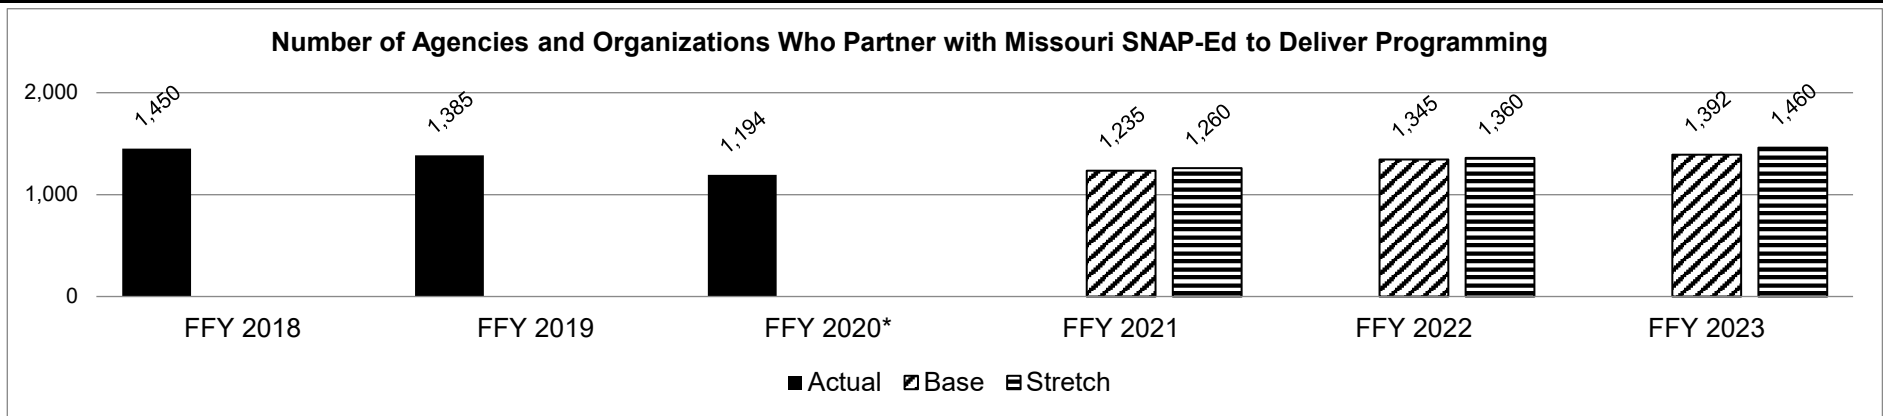 Number of Agencies and Organizations Who Partner with Missouri SNAP-Ed to Deliver Programming
2,000
1,000
0
1,450
1,385
1,194
1,235
1,260
1,345
1,360
1,392
1,460
FFY 2018
FFY 2019
FFY 2020*
FFY 2021
FFY 2022
FFY 2023
Actual
Base
Stretch